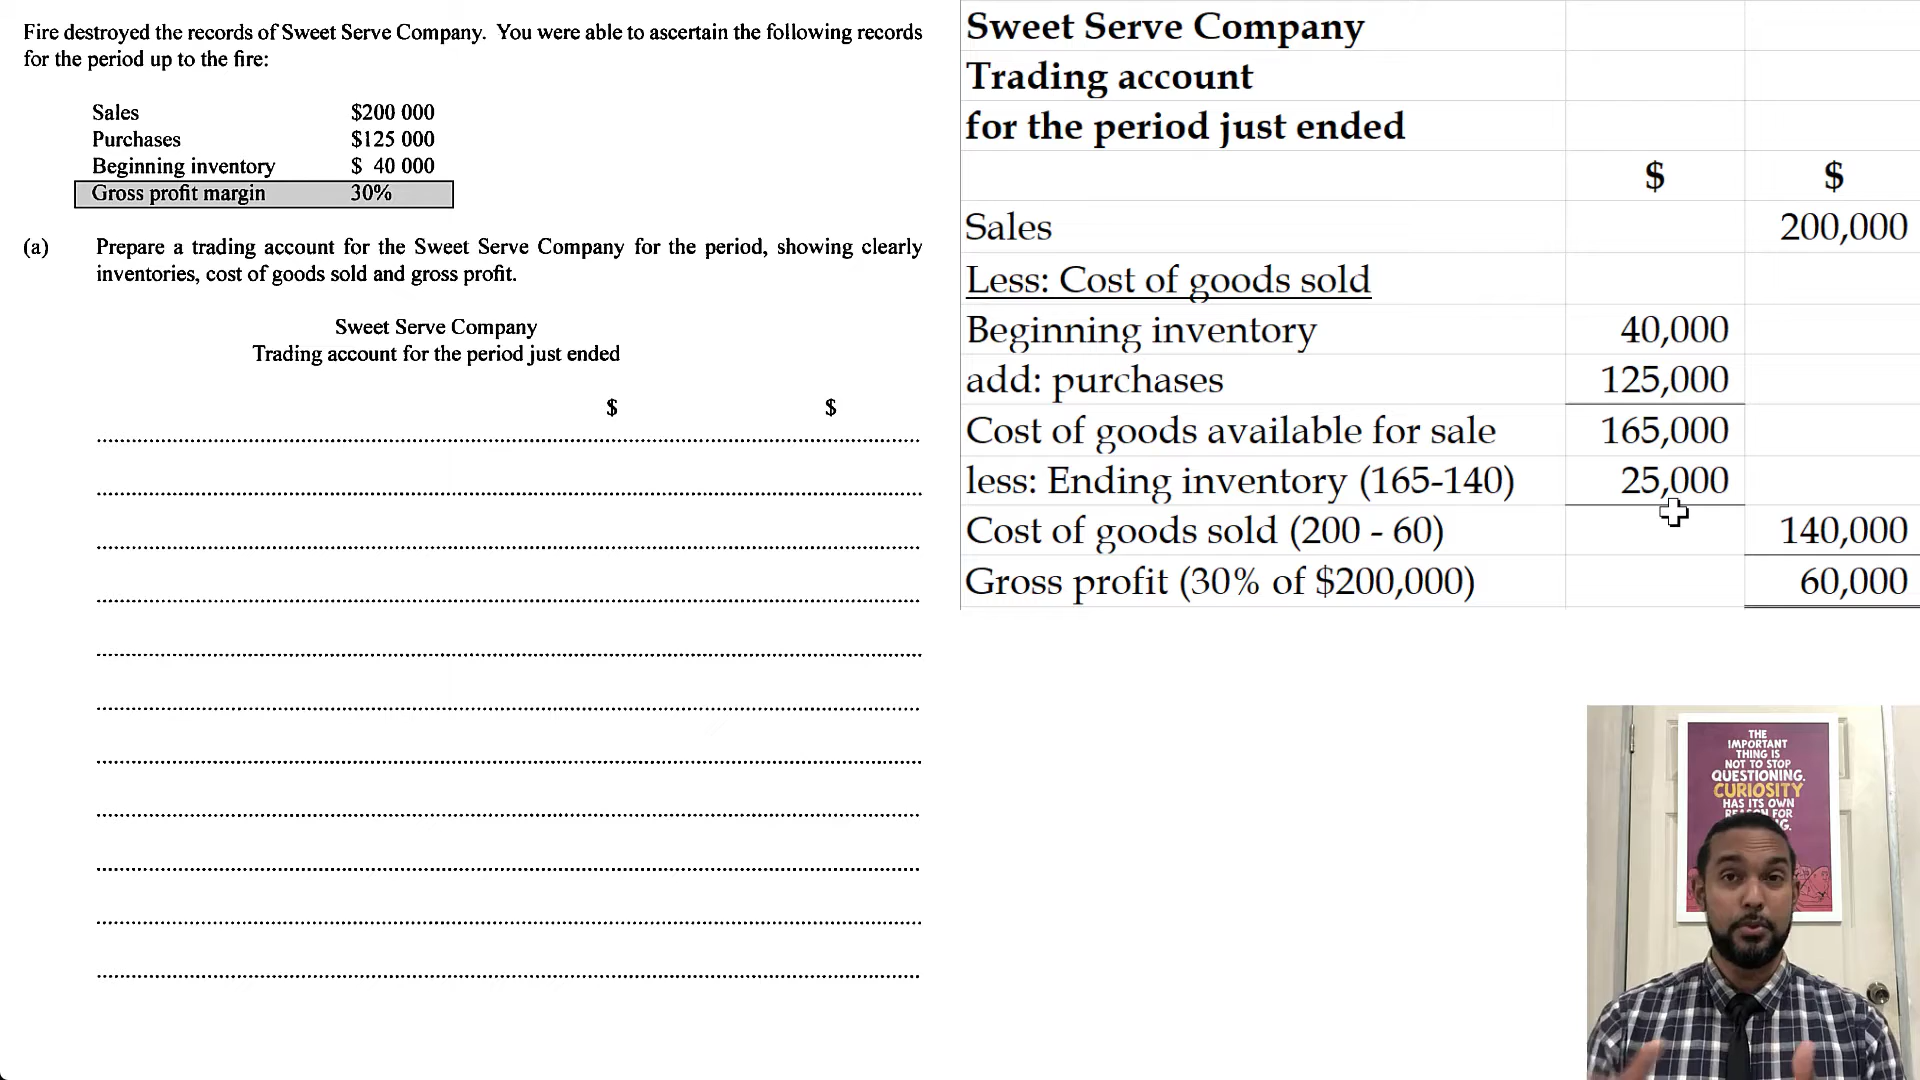 Fire destroyed the records of Sweet Serve Company. You were able to ascertain the following records
for the period up to the fire:
Sales $200 000
Purchases $125 000
Beginning inventory $ 40 000
Gross profit margin 30%
(a) Prepare a trading account for the Sweet Serve Company for the period, showing clearly
inventories, cost of goods sold and gross profit.
Sweet Serve Company
Trading account for the period just ended
$ $
Sweet Serve Company
Trading account
for the period just ended
$ $
Sales 200,000
Less: Cost of goods sold
Beginning inventory 40,000
add: purchases 125,000
Cost of goods available for sale 165,000
less: Ending inventory (165-140) 25,000
Cost of goods sold (200 - 60) 140,000
Gross profit (30% of $200,000) 60,000
THE
IMPORTANT
THING IS
NOT TO STOP
QUESTIONING.
CURIOSITY
HAS ITS OWN
FOR